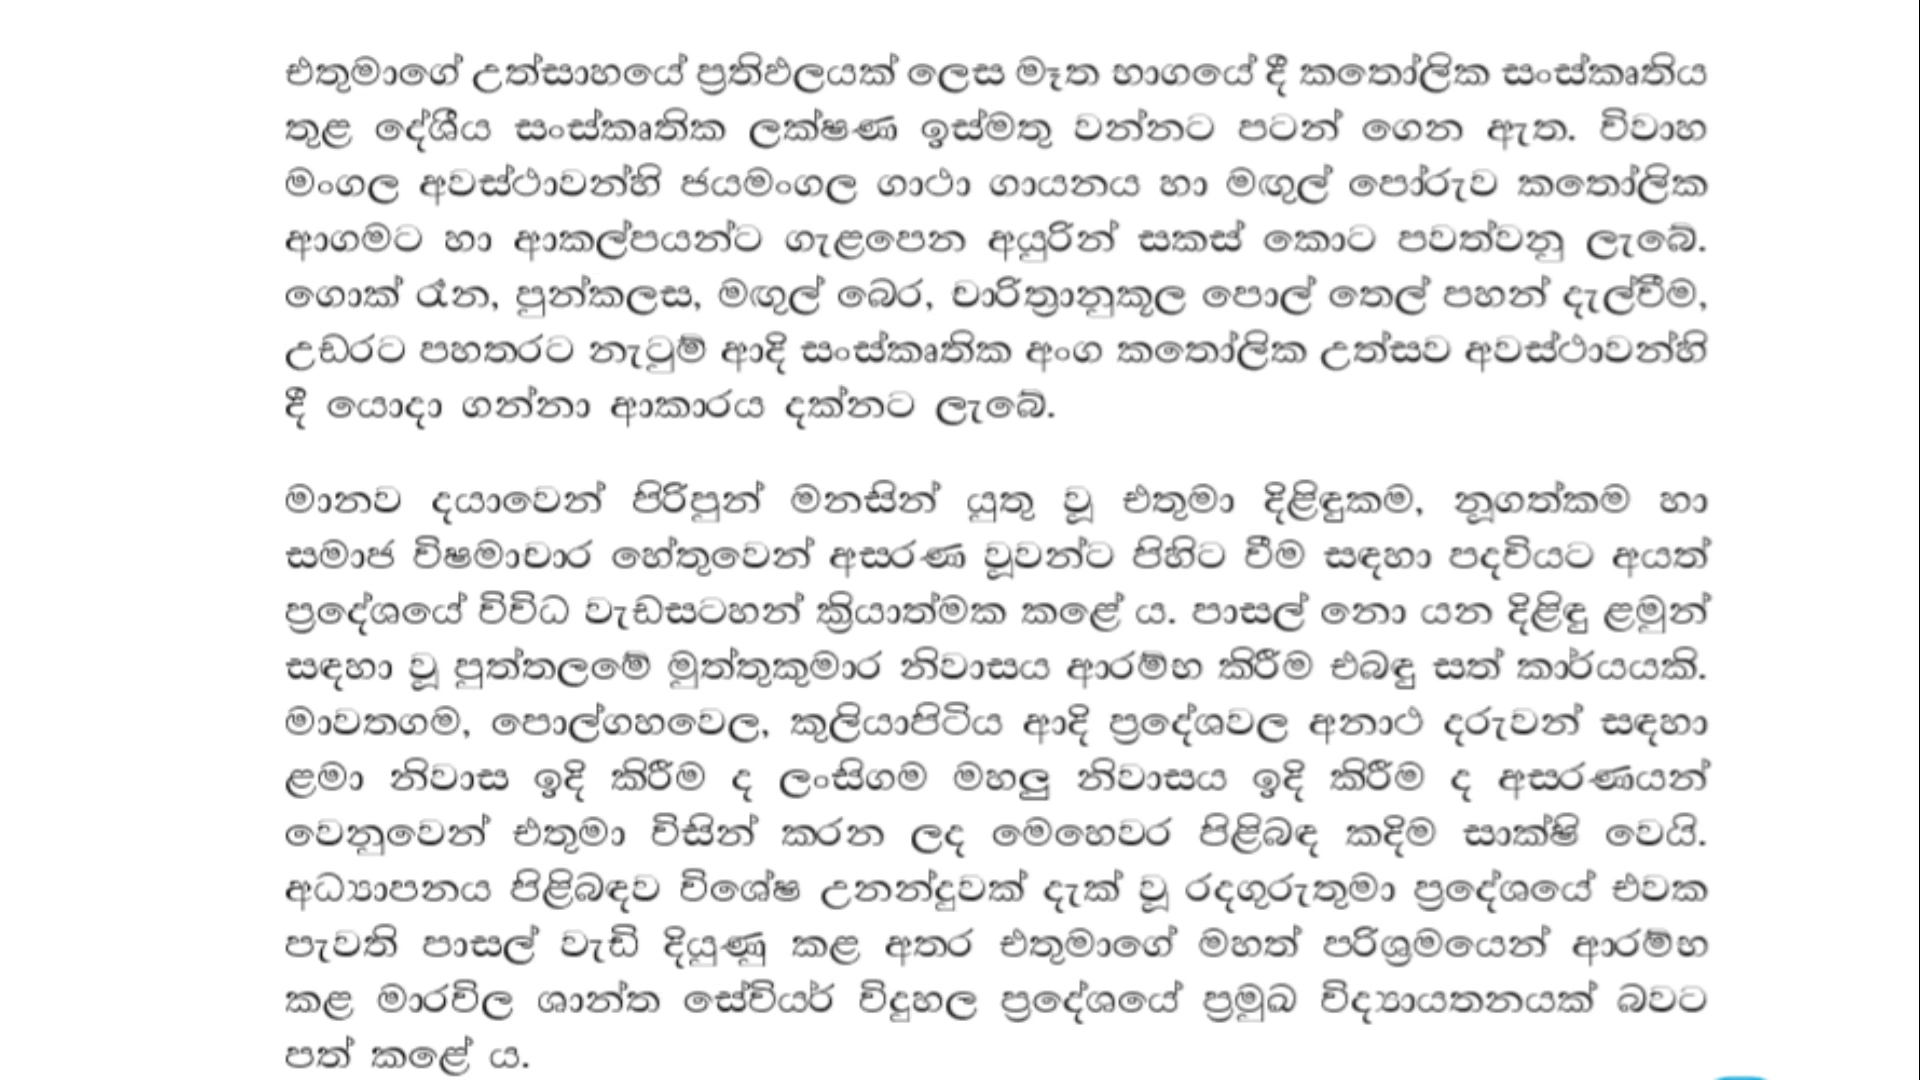 එතුමාගේ උත්සාහයේ ප්‍රතිඵලයක් ලෙස මෑත භාගයේ දී කතෝලික සංස්කෘතිය
තුළ දේශීය සංස්කෘතික ලක්ෂණ ඉස්මතු වන්නට පටන් ගෙන ඇත. විවාහ
මංගල අවස්ථාවන්හි ජයමංගල ගාථා ගායනය හා මඟුල් පෝරුව කතෝලික
ආගමට හා ආකල්පයන්ට ගැළපෙන අයුරින් සකස් කොට පවත්වනු ලැබේ.
ගොක් රෑන, පුන්කලස, මඟුල් බෙර, චාරිත්‍රානුකූල පොල් තෙල් පහන් දැල්වීම,
උඩරට පහතරට නැටුම් ආදි සංස්කෘතික අංග කතෝලික උත්සව අවස්ථාවන්හි
දී යොදා ගන්නා ආකාරය දක්නට ලැබේ.
මානව දයාවෙන් පිරිපුන් මනසින් යුතු වූ එතුමා දිළිඳුකම, නූගත්කම හා
සමාජ විෂමාචාර හේතුවෙන් අසරණ වූවන්ට පිහිට වීම සඳහා පදවියට අයත්
ප්‍රදේශයේ විවිධ වැඩසටහන් ක්‍රියාත්මක කළේ ය. පාසල් නො යන දිළිඳු ළමුන්
සඳහා වූ පුත්තලමේ මුත්තුකුමාර නිවාසය ආරම්භ කිරීම එබඳු සත් කාර්යයකි.
මාවතගම, පොල්ගහවෙල, කුලියාපිටිය ආදි ප්‍රදේශවල අනාථ දරුවන් සඳහා
ළමා නිවාස ඉදි කිරීම ද ලංසිගම මහලු නිවාසය ඉදි කිරීම ද අසරණයන්
වෙනුවෙන් එතුමා විසින් කරන ලද මෙහෙවර පිළිබඳ කදිම සාක්ෂි වෙයි.
අධ්‍යාපනය පිළිබඳව විශේෂ උනන්දුවක් දැක් වූ රදගුරුතුමා ප්‍රදේශයේ එවක
පැවති පාසල් වැඩි දියුණු කළ අතර එතුමාගේ මහත් පරිශ්‍රමයෙන් ආරම්භ
කළ මාරවිල ශාන්ත සේවියර් විදුහල ප්‍රදේශයේ ප්‍රමුඛ විද්‍යායතනයක් බවට
පත් කළේ ය.